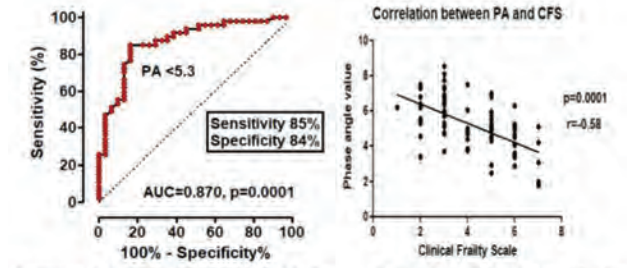 100%
80
60
40
20
0
Sensitivity (%)
PA <5.3
Sensitivity 85%
Specificity 84%
AUC=0.870, p=0.0001
0 20 40 60 80 100
100% - Specificity%
Correlation between PA and CFS
10
8
6
4
2
0
Phase angle value
p=0.0001
r=-0.58
0 2 4 6 8
Clinical Frailty Scale